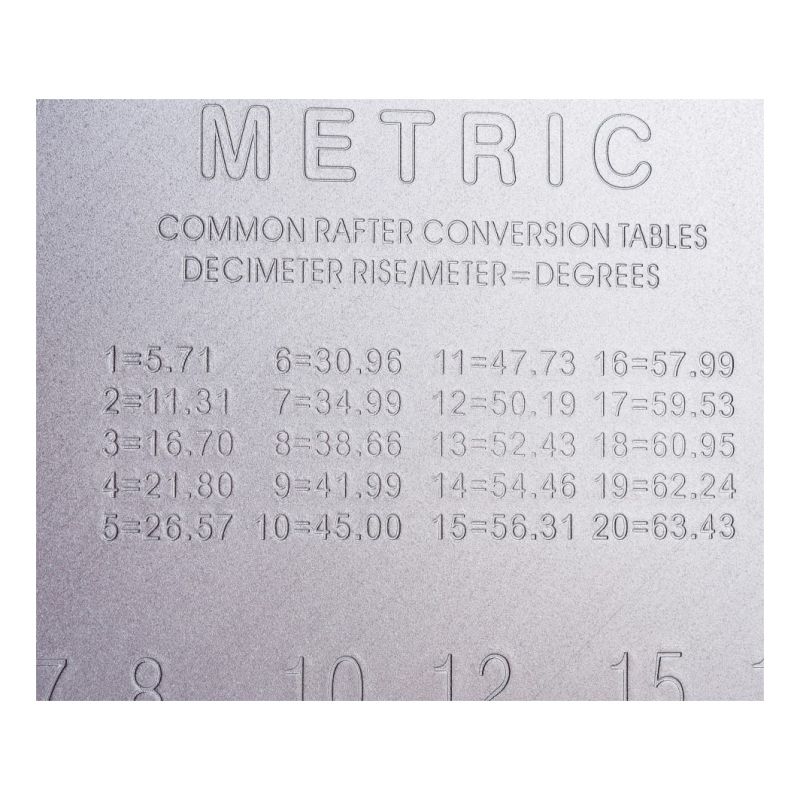 METRIC
COMMON RAFTER CONVERSION TABLES
DECIMETER RISE/METER=DEGREES
1=5.71 6=30.96 11=47.73 16=57.99
2=11.31 7=34.99 12=50.19 17=59.53
3=16.70 8=38.66 13=52.43 18=60.95
4=21.80 9=41.99 14=54.46 19=62.24
5=26.57 10=45.00 15=56.31 20=63.43
7 8 10 12 15